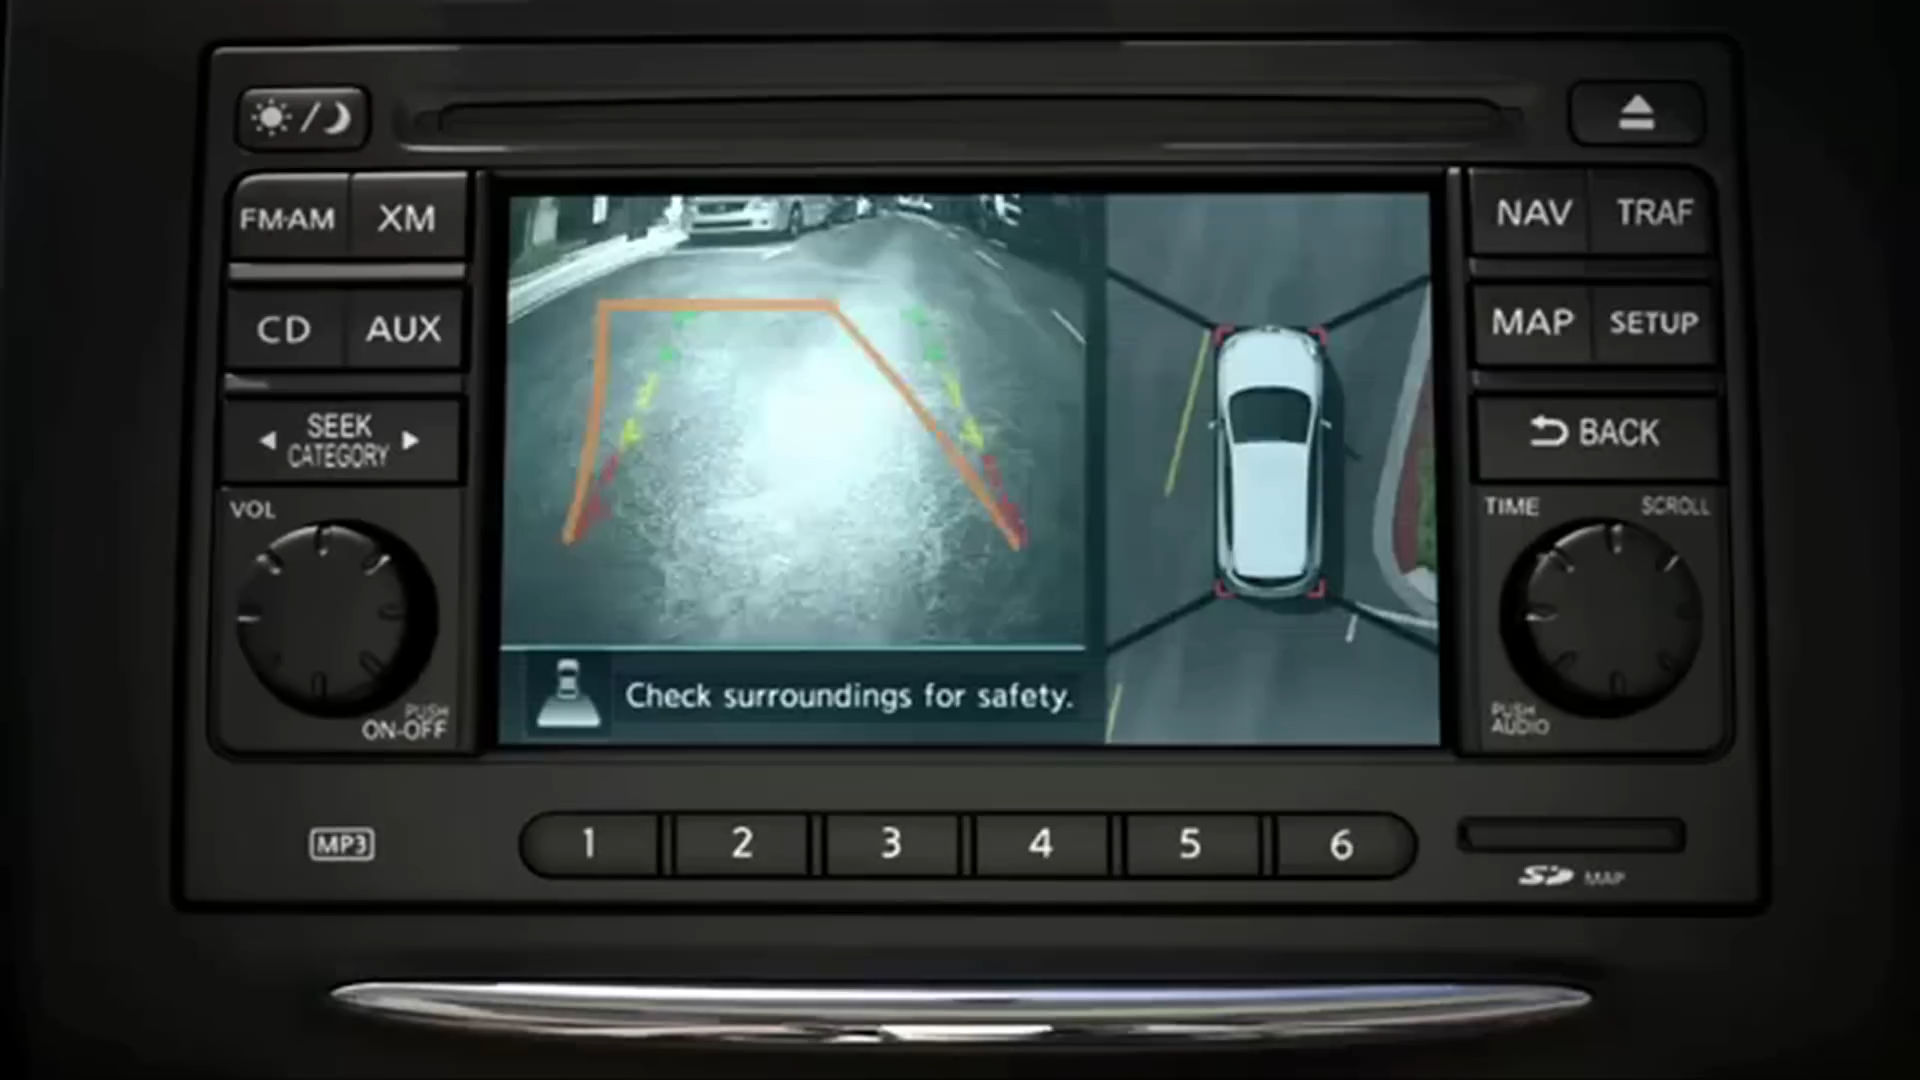 FM·AM XM
CD AUX
SEEK
CATEGORY
VOL
PUSH
ON-OFF
Check surroundings for safety.
NAV TRAF
MAP SETUP
BACK
TIME SCROLL
PUSH
AUDIO
MP3
1 2 3 4 5 6
SD MAP